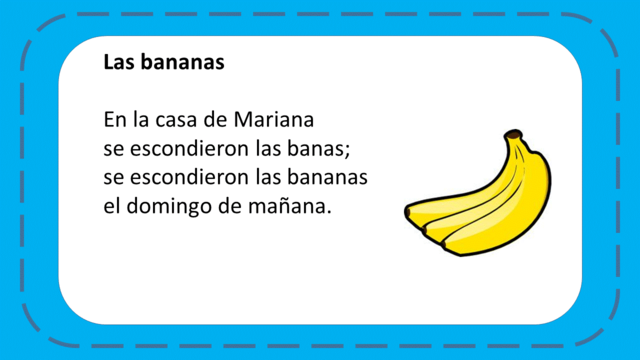 Las bananas
En la casa de Mariana
se escondieron las banas;
se escondieron las bananas
el domingo de mañana.